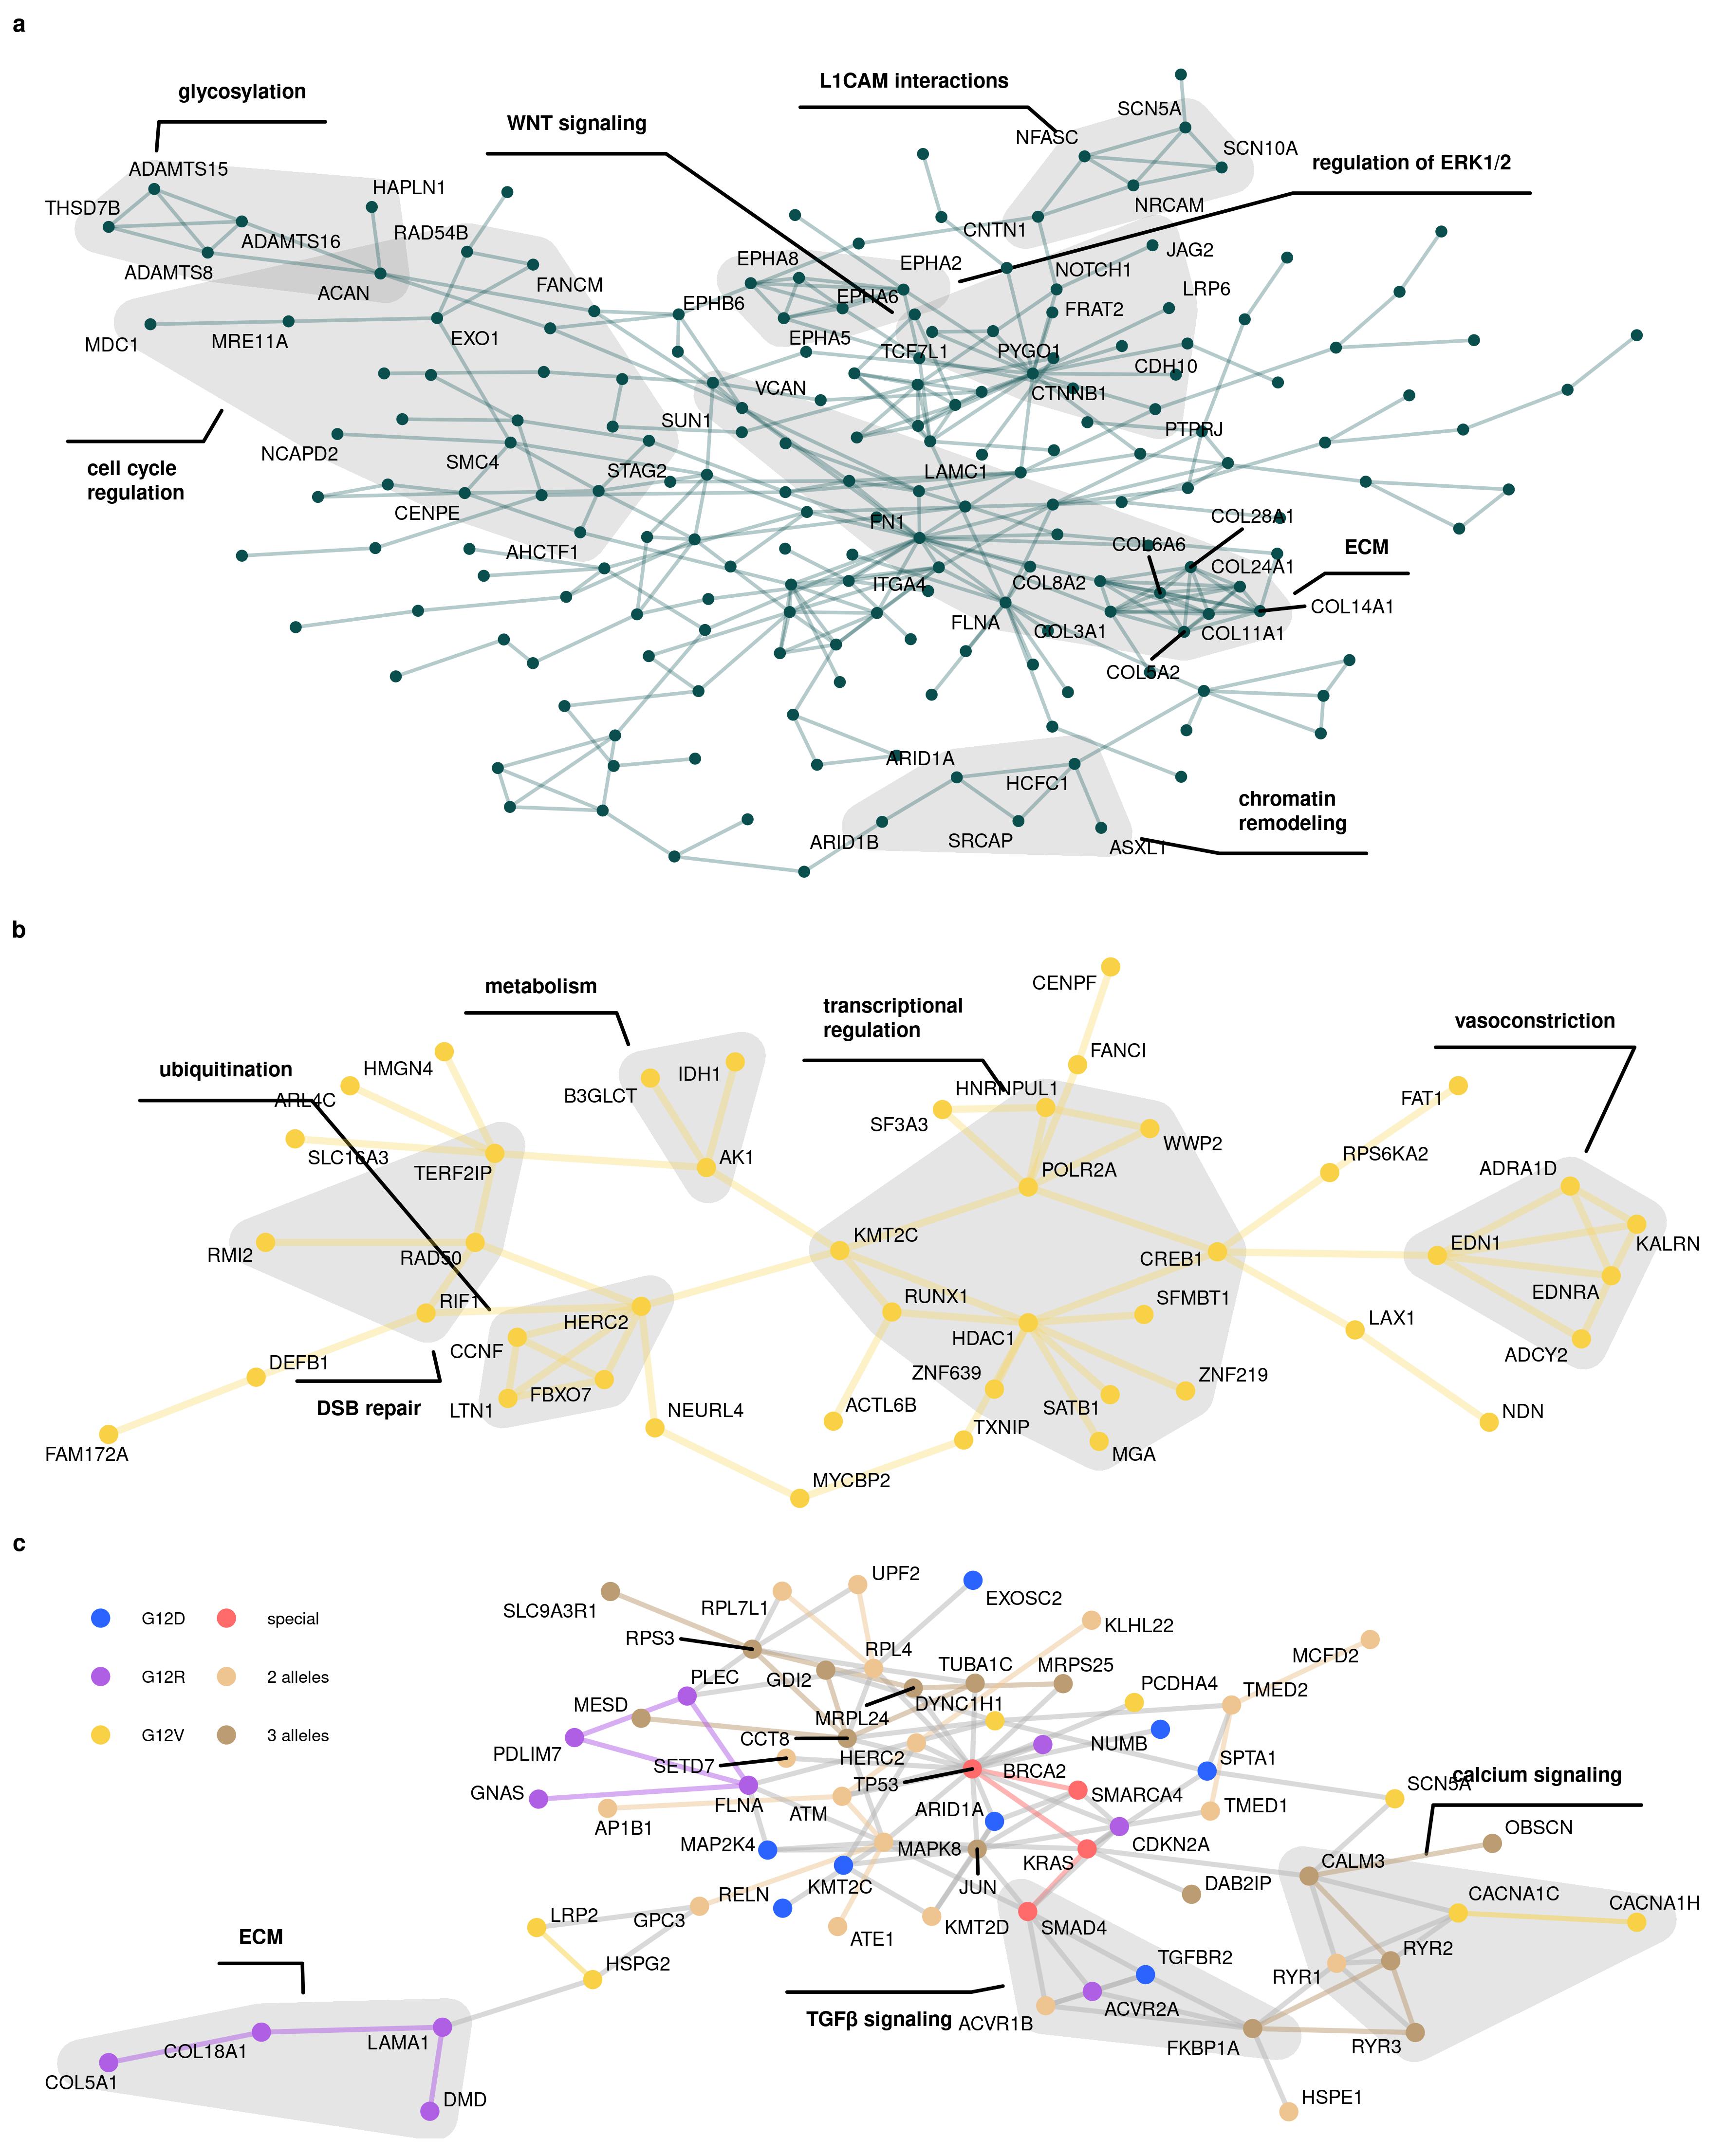 a
L1CAM interactions
glycosylation
SCN5A
WNT signaling
NFASC
SCN10A
regulation of ERK1/2
ADAMTS15
HAPLN1
THSD7B
NRCAM
RAD54B
CNTN1
ADAMTS16
JAG2
EPHA8
EPHA2
ADAMTS8
NOTCH1
FANCM
ACAN
EPHA6
LRP6
EPHB6
FRAT2
MDC1
MRE11A
EXO1
EPHA5
TCF7L1
PYGO1
CDH10
VCAN
CTNNB1
SUN1
PTPRJ
NCAPD2
cell cycle
regulation
SMC4
STAG2
LAMC1
CENPE
FN1
COL28A1
AHCTF1
COL6A6
ECM
COL24A1
ITGA4
COL8A2
COL14A1
FLNA
COL3A1
COL11A1
COL5A2
ARID1A
HCFC1
chromatin
remodeling
ARID1B
SRCAP
ASXL1
b
CENPF
metabolism
transcriptional
regulation
vasoconstriction
FANCI
ubiquitination
HMGN4
IDH1
HNRNPUL1
B3GLCT
FAT1
ARL4C
SF3A3
WWP2
SLC16A3
AK1
RPS6KA2
TERF2IP
POLR2A
ADRA1D
KMT2C
RMI2
RAD50
CREB1
EDN1
KALRN
RIF1
RUNX1
SFMBT1
EDNRA
HERC2
HDAC1
LAX1
CCNF
ADCY2
DEFB1
ZNF639
ZNF219
FBXO7
DSB repair
LTN1
NEURL4
ACTL6B
SATB1
NDN
TXNIP
FAM172A
MGA
MYCBP2
c
UPF2
EXOSC2
SLC9A3R1
RPL7L1
G12D
special
KLHL22
RPS3
RPL4
MCFD2
TUBA1C
MRPS25
G12R
2 alleles
PLEC
GDI2
PCDHA4
TMED2
MESD
DYNC1H1
MRPL24
G12V
3 alleles
CCT8
NUMB
PDLIM7
SETD7
HERC2
SPTA1
TP53
BRCA2
calcium signaling
GNAS
SCN5A
SMARCA4
FLNA
ATM
ARID1A
TMED1
AP1B1
OBSCN
MAP2K4
MAPK8
CDKN2A
KRAS
CALM3
JUN
DAB2IP
RELN
KMT2C
CACNA1C
CACNA1H
LRP2
GPC3
KMT2D
SMAD4
ATE1
ECM
RYR2
TGFBR2
HSPG2
RYR1
ACVR2A
TGFβ signaling
ACVR1B
LAMA1
COL18A1
FKBP1A
RYR3
COL5A1
DMD
HSPE1